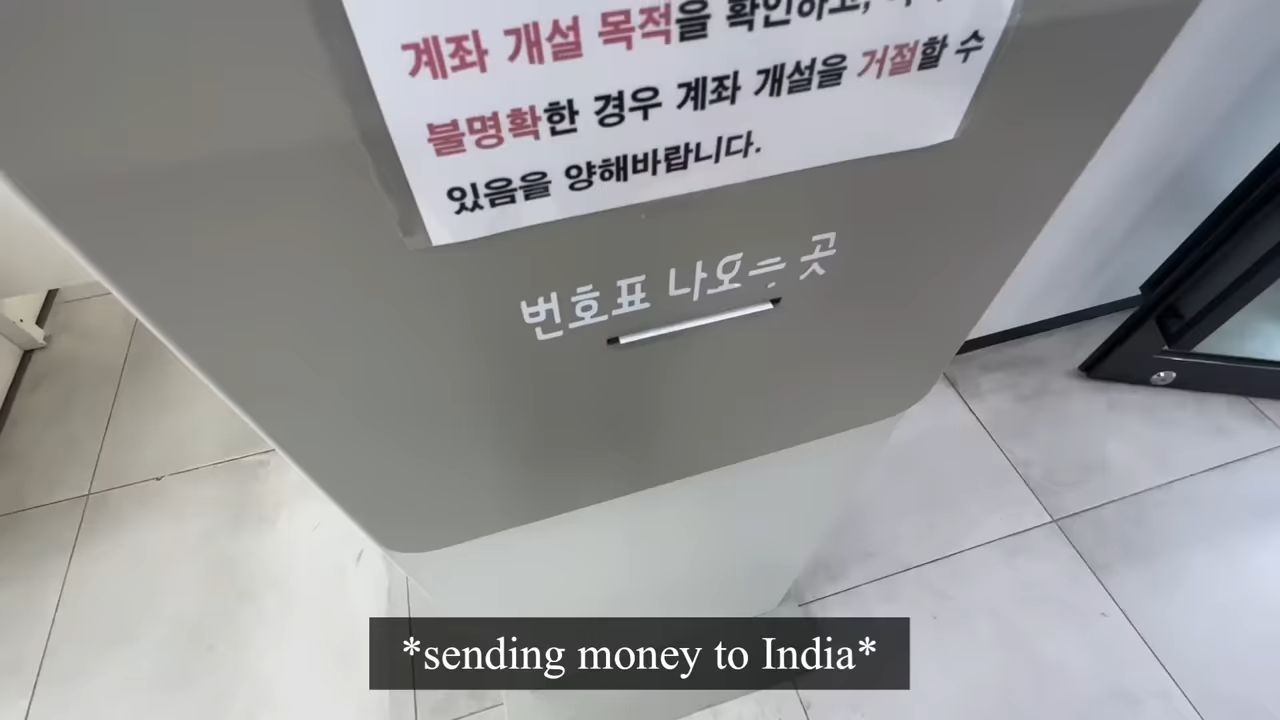 계좌 개설 목적을 확인하고,
불명확한 경우 계좌 개설을 거절할 수
있음을 양해바랍니다.
번호표 나오는 곳
*sending money to India*